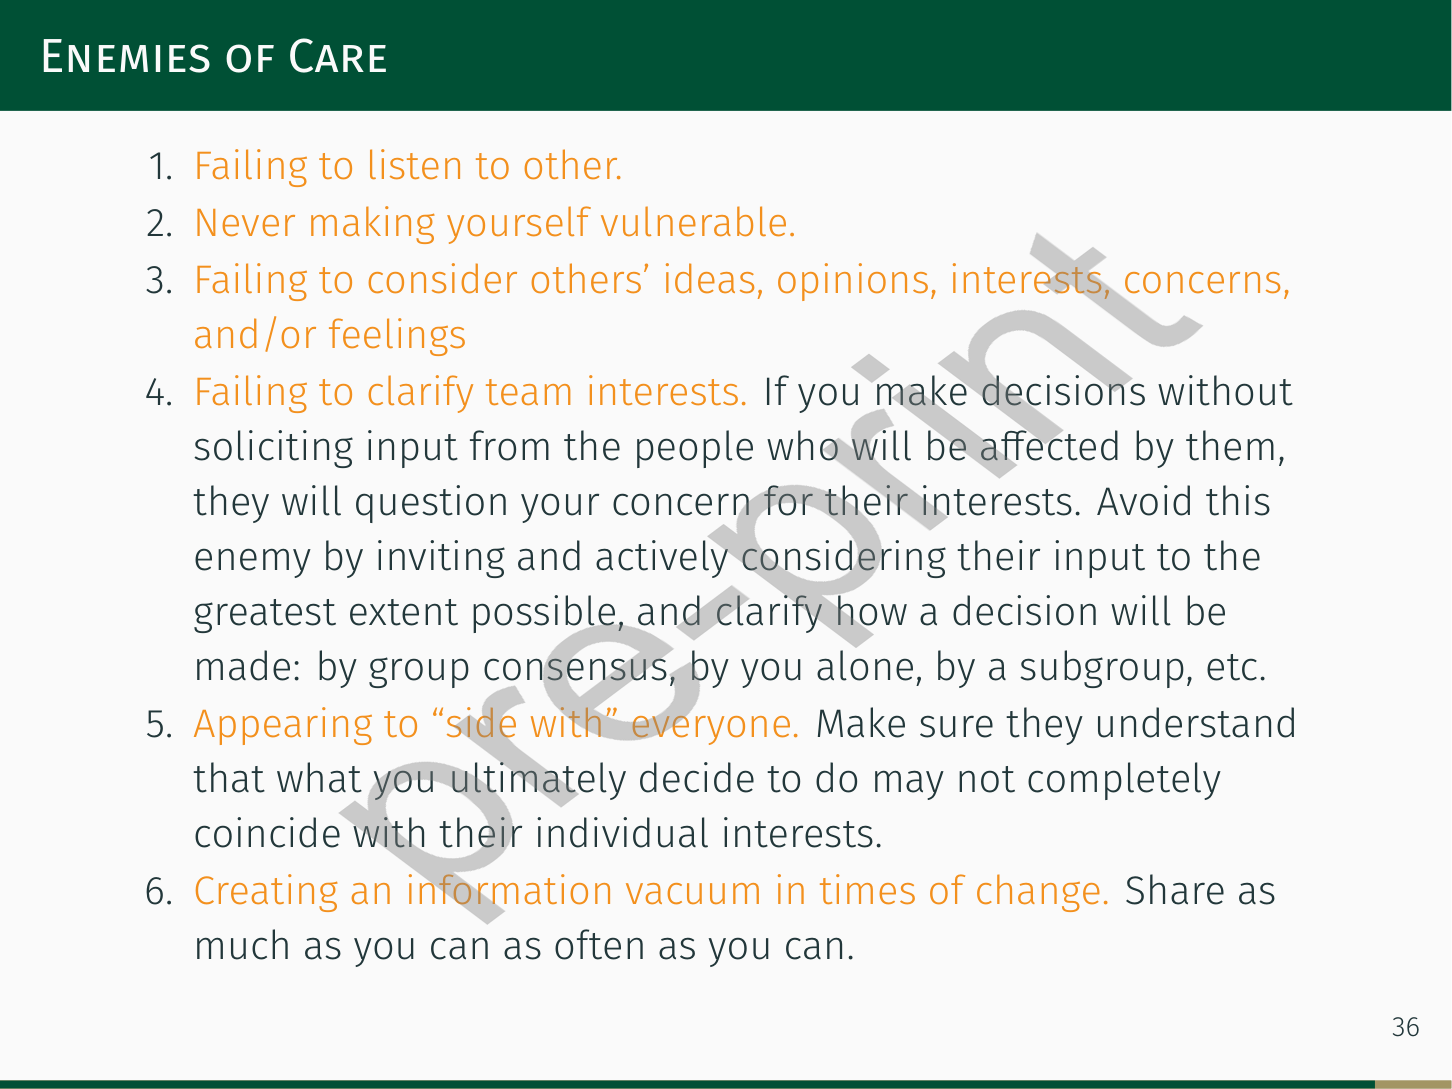 Enemies of Care
1. Failing to listen to other.
2. Never making yourself vulnerable.
3. Failing to consider others’ ideas, opinions, interests, concerns,
and/or feelings
4. Failing to clarify team interests. If you make decisions without
soliciting input from the people who will be affected by them,
they will question your concern for their interests. Avoid this
enemy by inviting and actively considering their input to the
greatest extent possible, and clarify how a decision will be
made: by group consensus, by you alone, by a subgroup, etc.
5. Appearing to “side with” everyone. Make sure they understand
that what you ultimately decide to do may not completely
coincide with their individual interests.
6. Creating an information vacuum in times of change. Share as
much as you can as often as you can.
pre-print
36